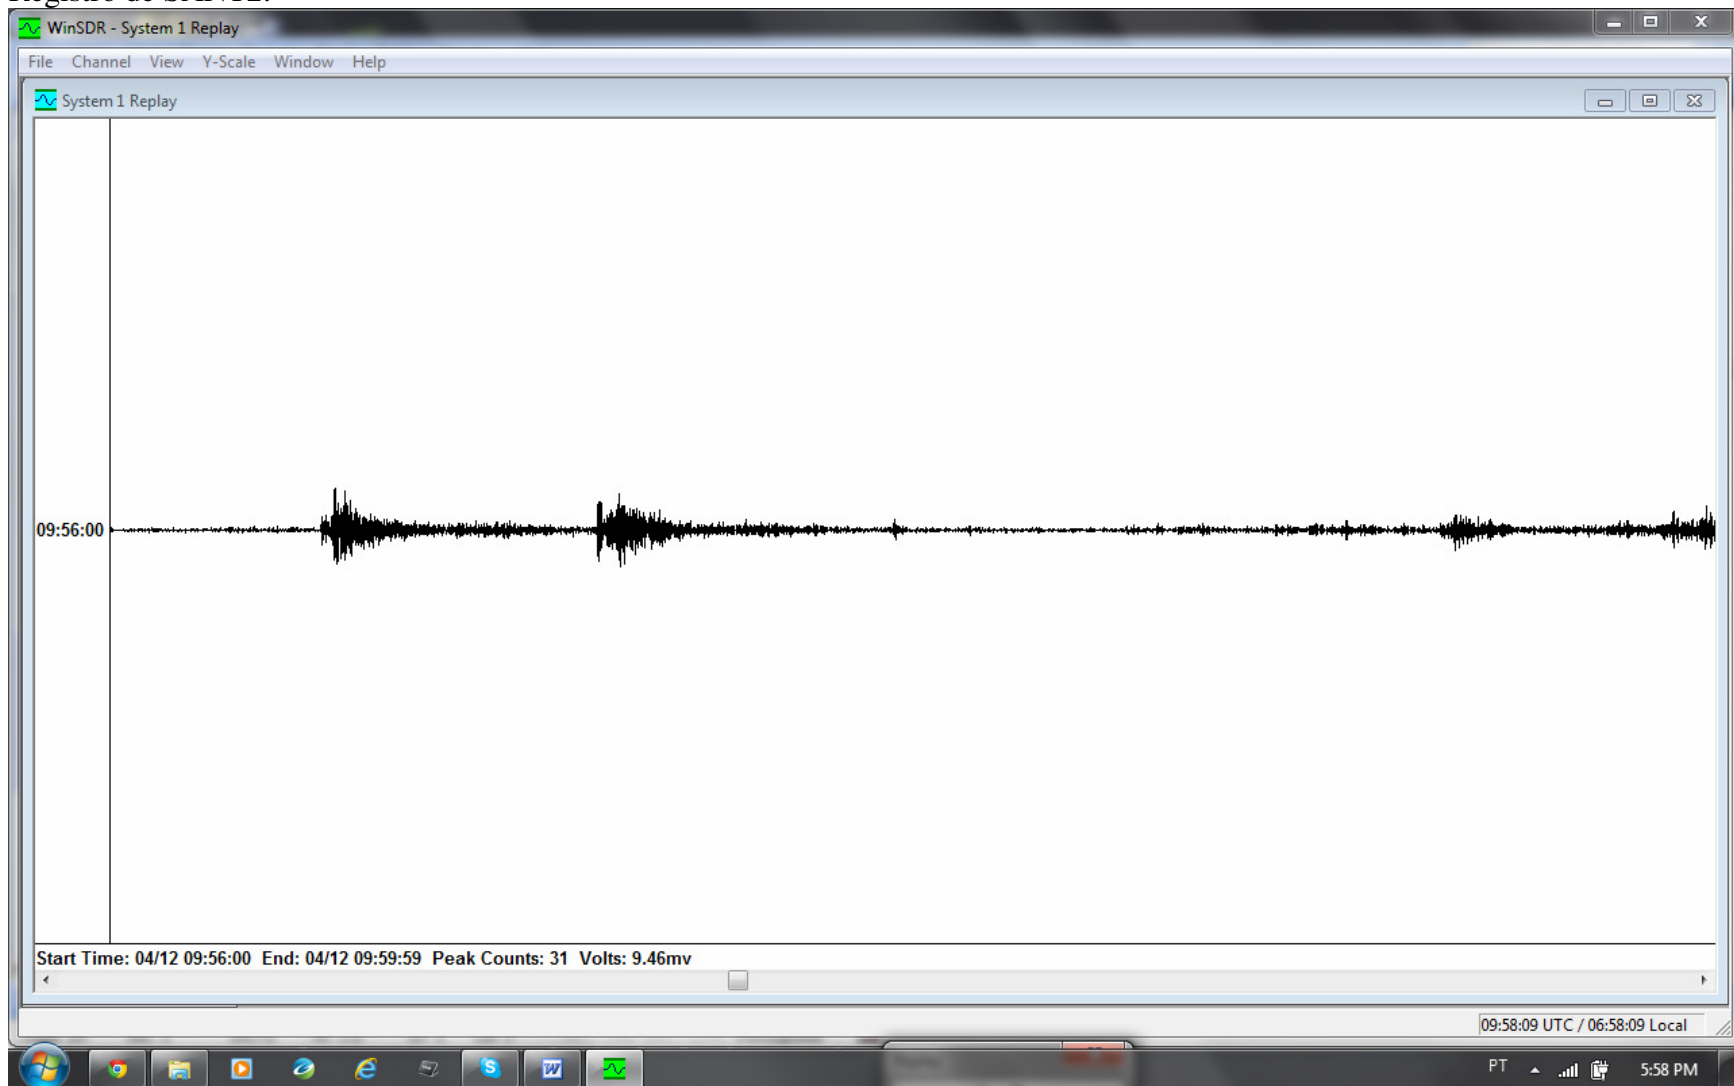 Registro de
WinSDR - System 1 Replay
File Channel View Y-Scale Window Help
System 1 Replay
09:56:00
Start Time: 04/12 09:56:00 End: 04/12 09:59:59 Peak Counts: 31 Volts: 9.46mv
09:58:09 UTC / 06:58:09 Local
PT
5:58 PM